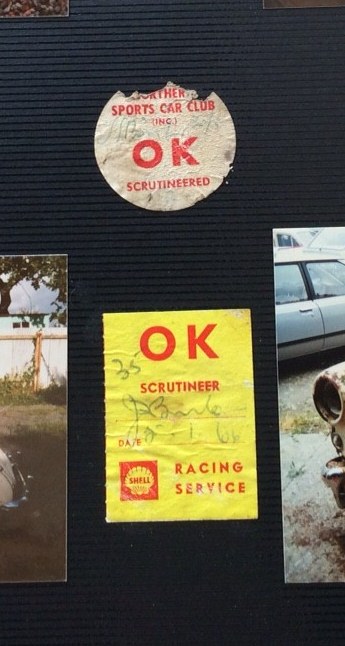 SPORTS CAR CLUB
(INC)
OK
SCRUTINEERED
OK
35
SCRUTINEER
DATE
SHELL
RACING
SERVICE